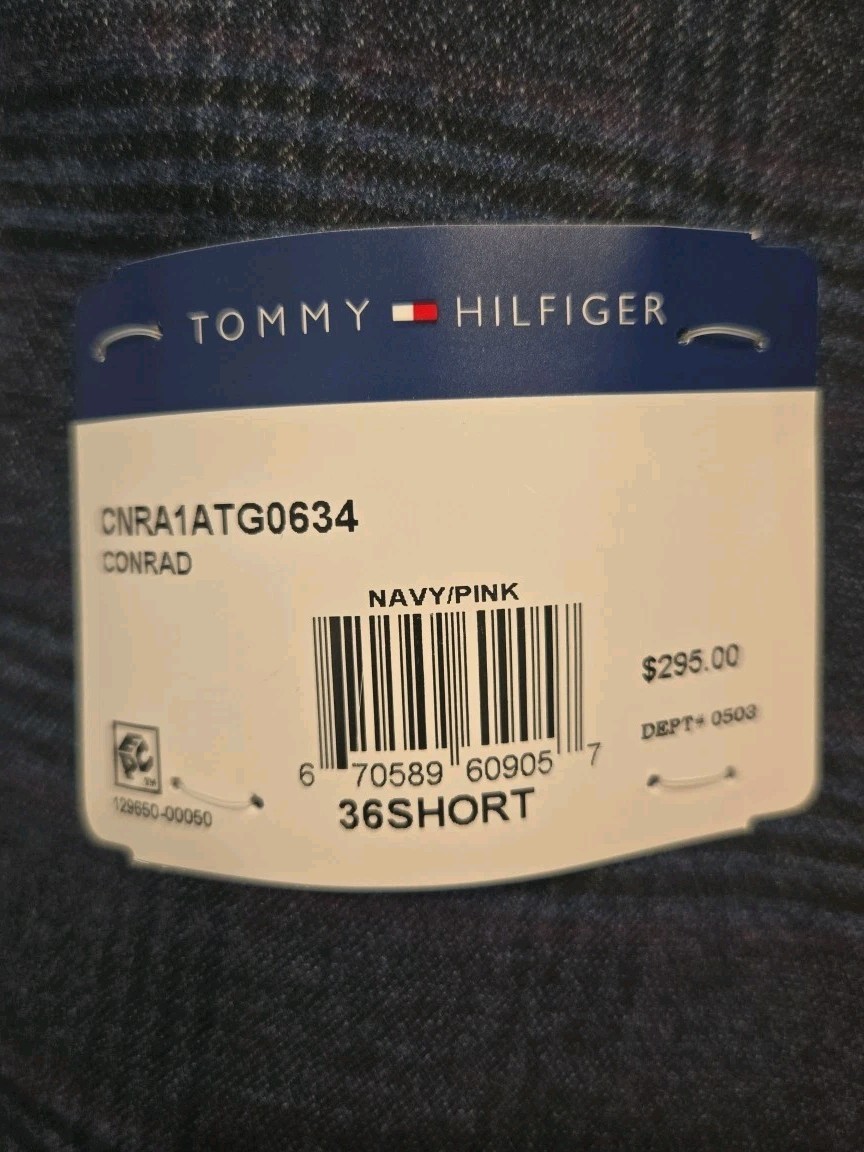 TOMMY HILFIGER
CNRA1ATG0634
CONRAD
NAVY/PINK
$295.00
DEPT# 0503
6 70589 60905 7
129650-00050
36SHORT